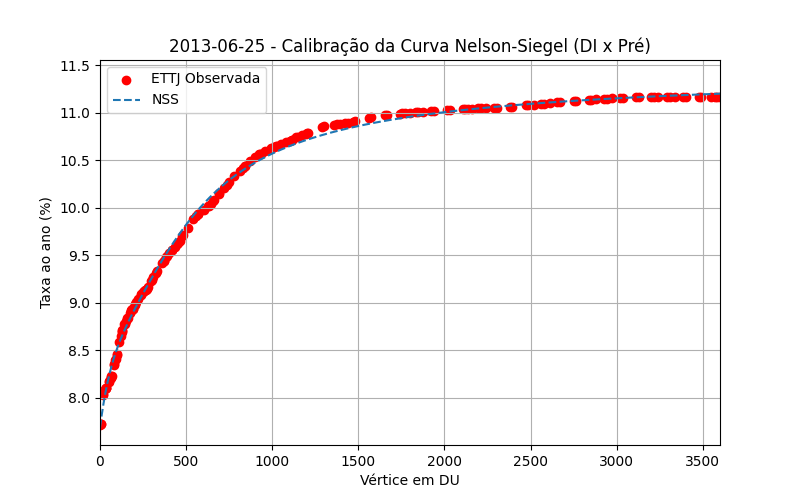 2013-06-25 - Calibração da Curva Nelson-Siegel (DI x Pré)
ETTJ Observada
NSS
Taxa ao ano (%)
11.5
11.0
10.5
10.0
9.5
9.0
8.5
8.0
0 500 1000 1500 2000 2500 3000 3500
Vértice em DU